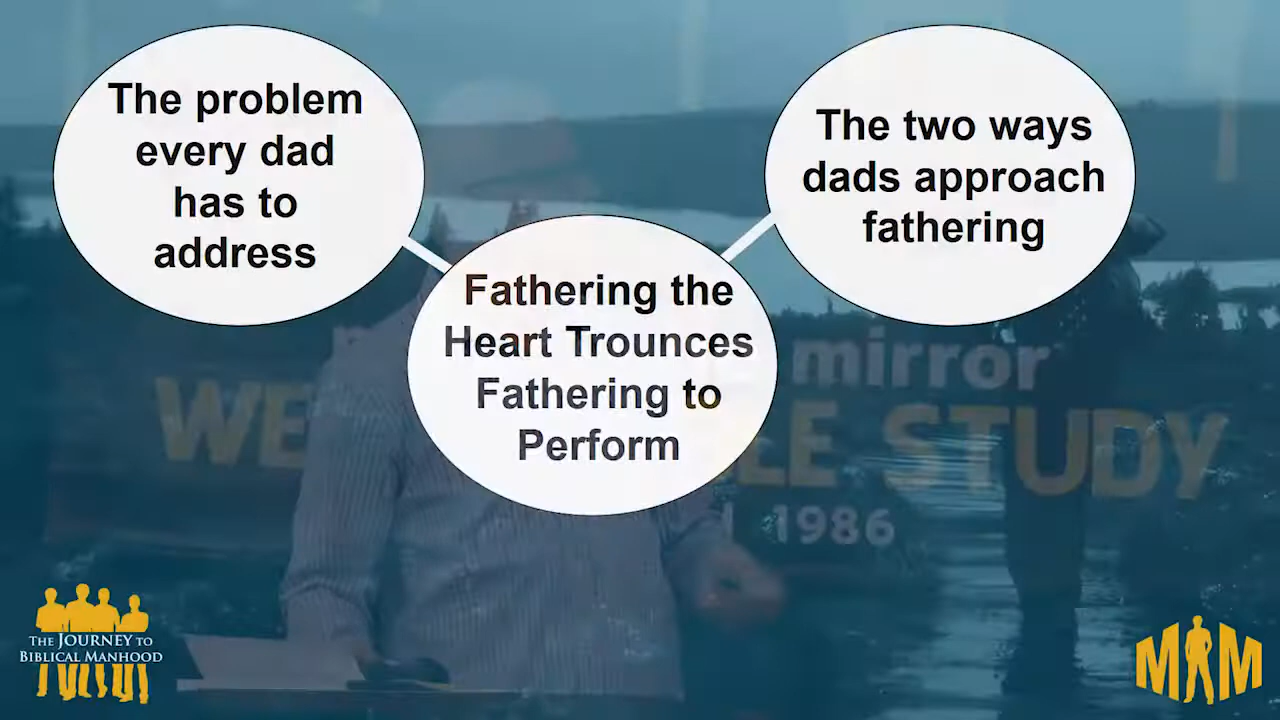 The problem
every dad
has to
address
The two ways
dads approach
fathering
Fathering the
Heart Trounces
Fathering to
Perform
mirror
STUDY
1986
THE JOURNEY TO
BIBLICAL MANHOOD
MIM